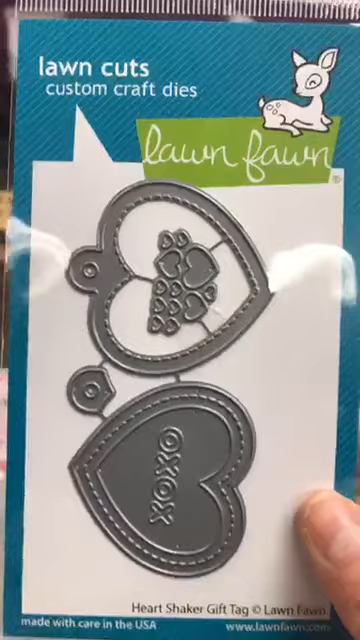 lawn cuts
custom craft dies
lawn fawn
®
XOXO
Heart Shaker Gift Tag © Lawn Fawn
made with care in the USA
www.lawnfawn.com